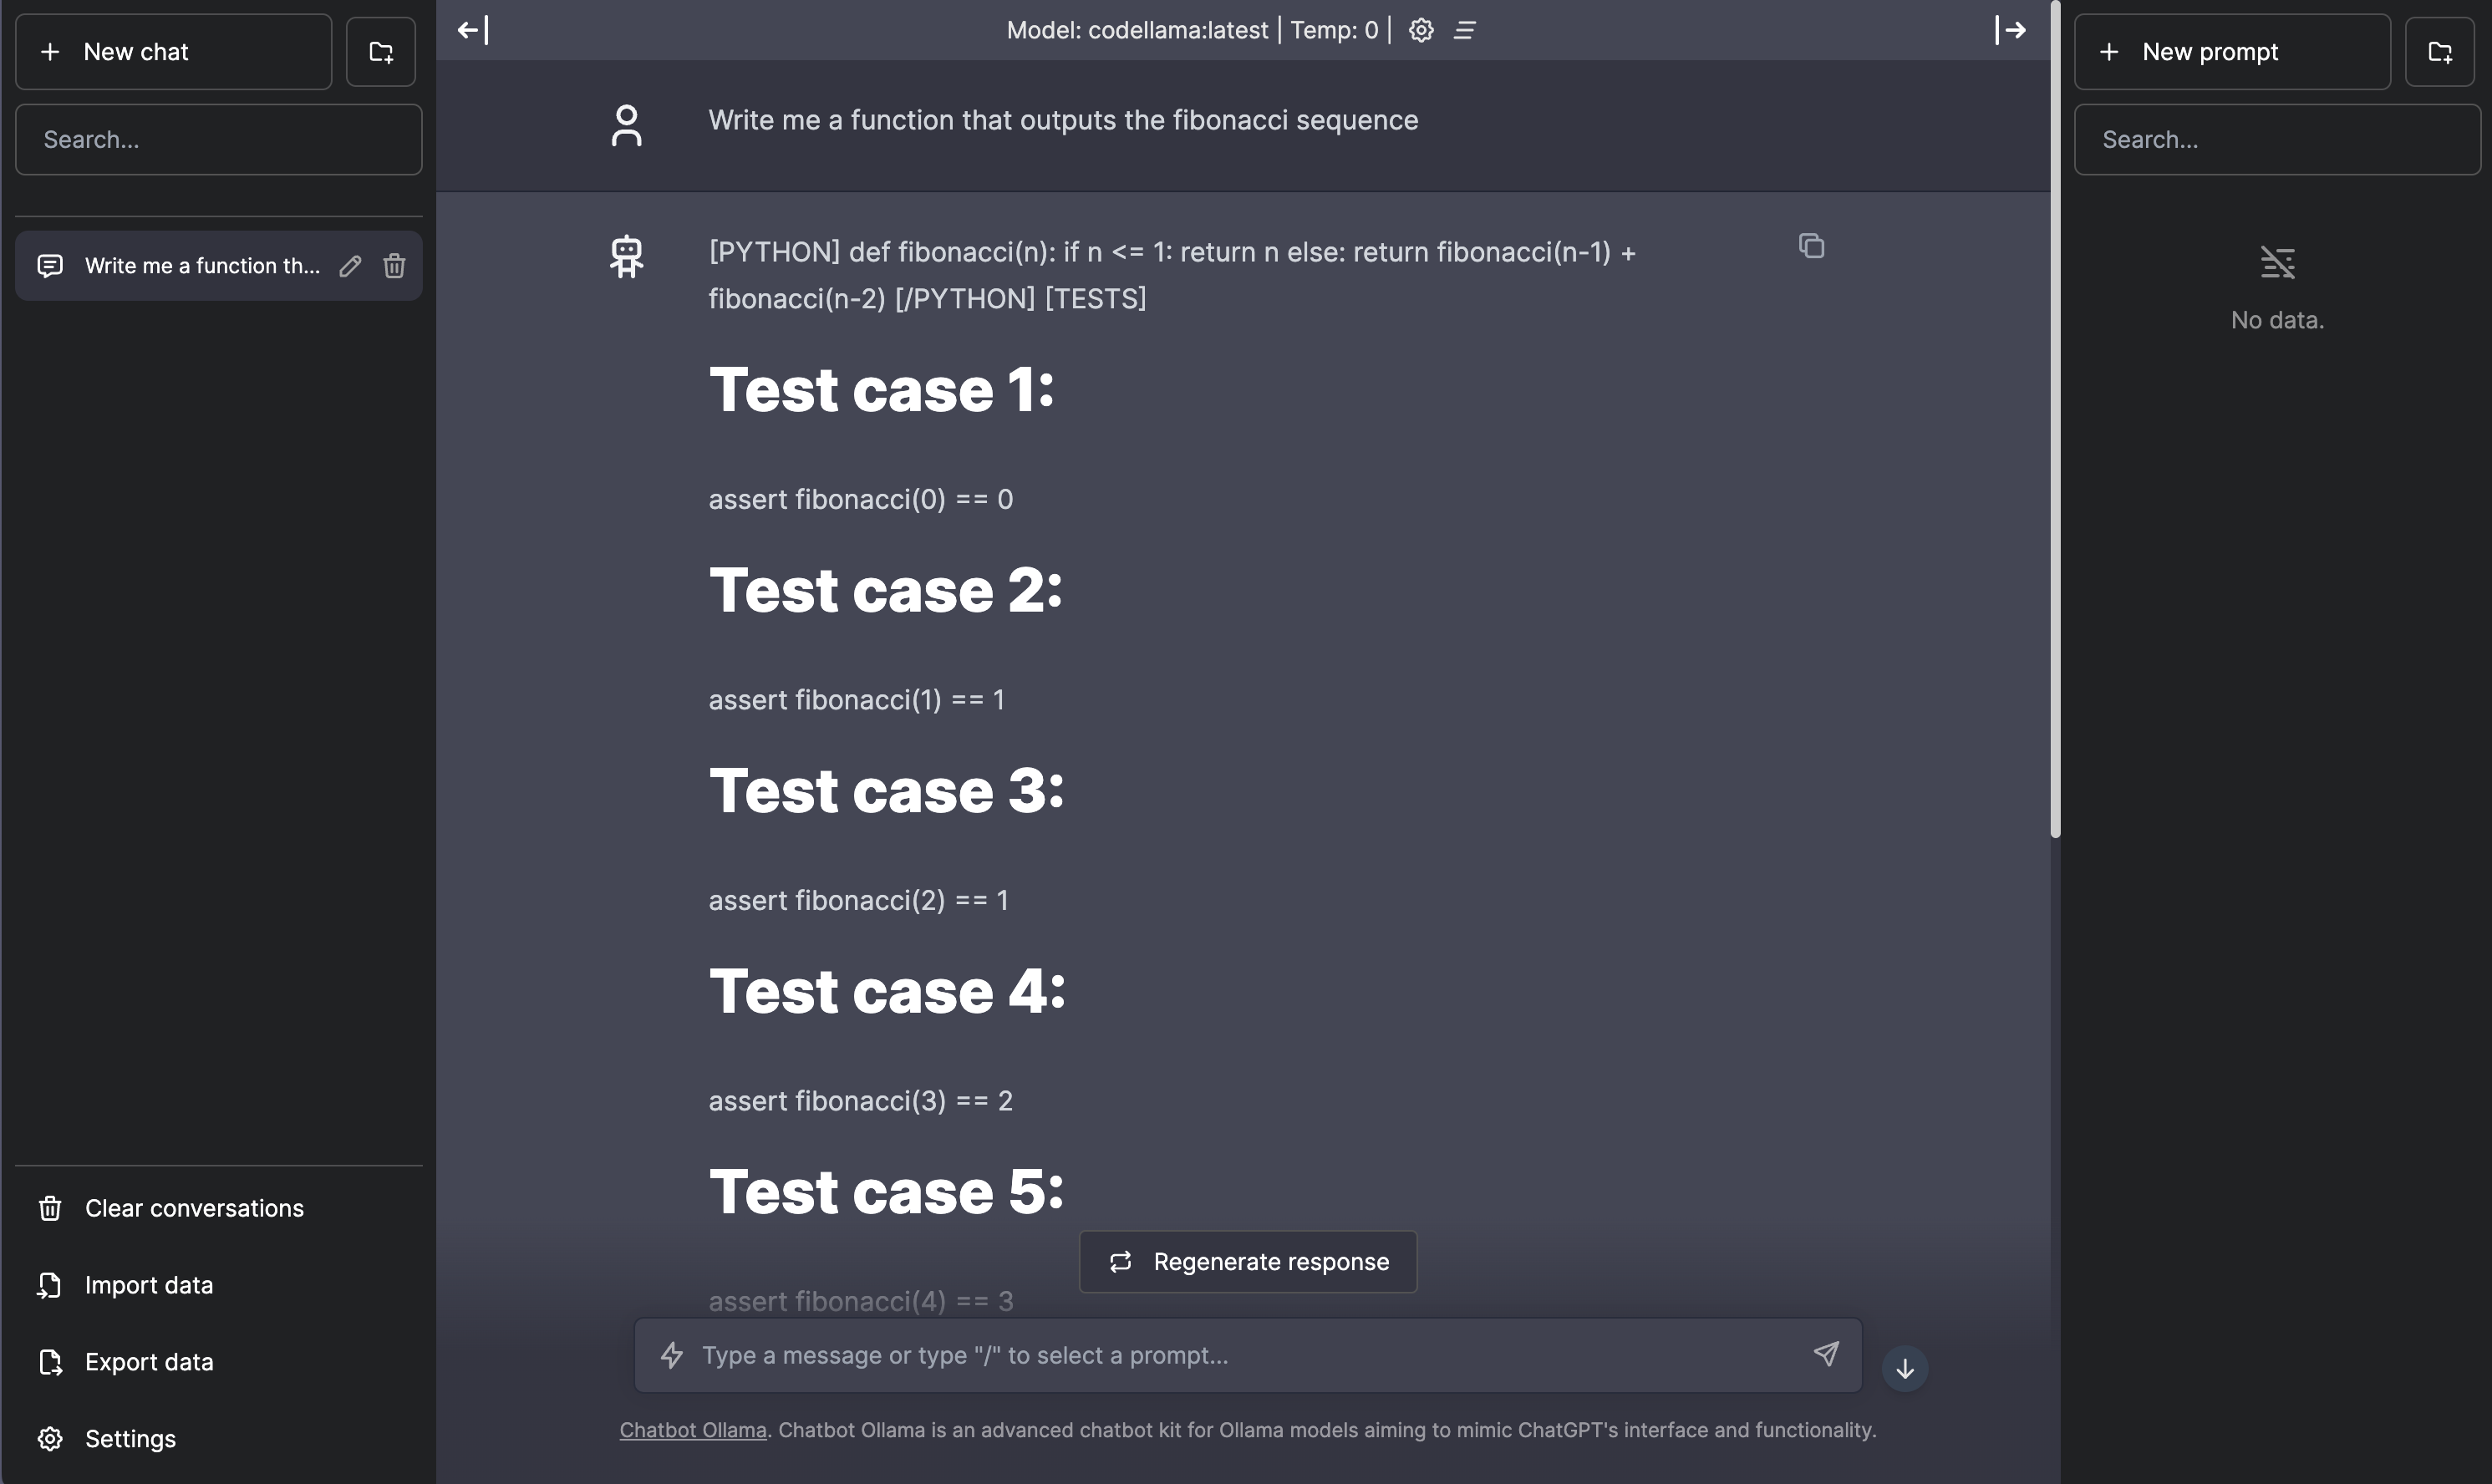 New chat
Search...
Write me a function th...
Clear conversations
Import data
Export data
Settings
Model: codellama:latest | Temp: 0 |
Write me a function that outputs the fibonacci sequence
[PYTHON] def fibonacci(n): if n <= 1: return n else: return fibonacci(n-1) +
fibonacci(n-2) [/PYTHON] [TESTS]
Test case 1:
assert fibonacci(0) == 0
Test case 2:
assert fibonacci(1) == 1
Test case 3:
assert fibonacci(2) == 1
Test case 4:
assert fibonacci(3) == 2
Test case 5:
Regenerate response
assert fibonacci(4) == 3
Type a message or type "/" to select a prompt...
Chatbot Ollama. Chatbot Ollama is an advanced chatbot kit for Ollama models aiming to mimic ChatGPT's interface and functionality.
New prompt
Search...
No data.